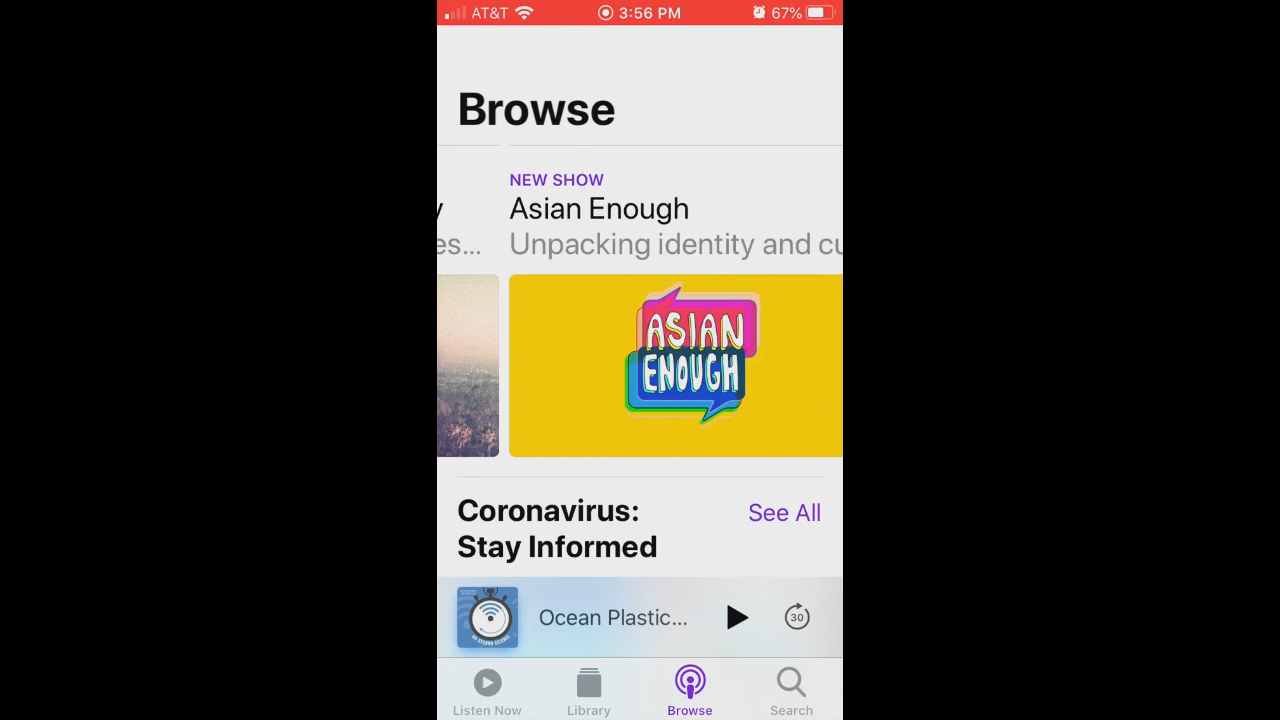 AT&T 3:56 PM 67%
Browse
NEW SHOW
Asian Enough
es... Unpacking identity and cu
ASIAN
ENOUGH
Coronavirus: See All
Stay Informed
Ocean Plastic... 30
Listen Now Library Browse Search